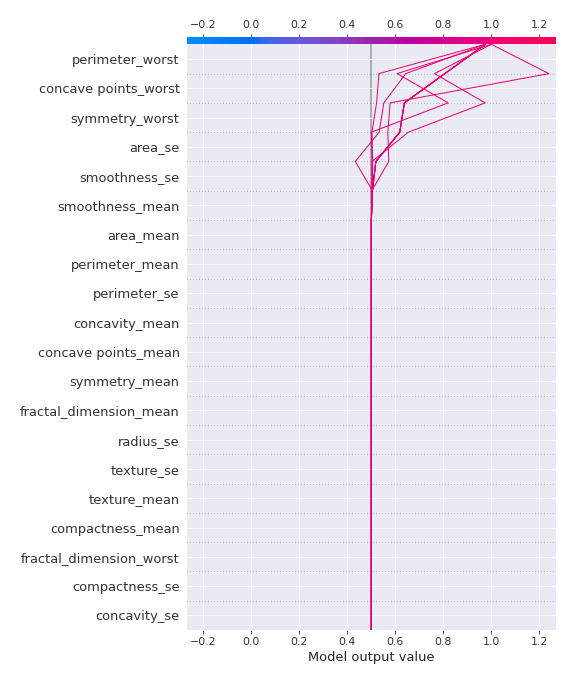 −0.2 0.0 0.2 0.4 0.6 0.8 1.0 1.2
perimeter_worst
concave points_worst
symmetry_worst
area_se
smoothness_se
smoothness_mean
area_mean
perimeter_mean
perimeter_se
concavity_mean
concave points_mean
symmetry_mean
fractal_dimension_mean
radius_se
texture_se
texture_mean
compactness_mean
fractal_dimension_worst
compactness_se
concavity_se
−0.2 0.0 0.2 0.4 0.6 0.8 1.0 1.2
Model output value